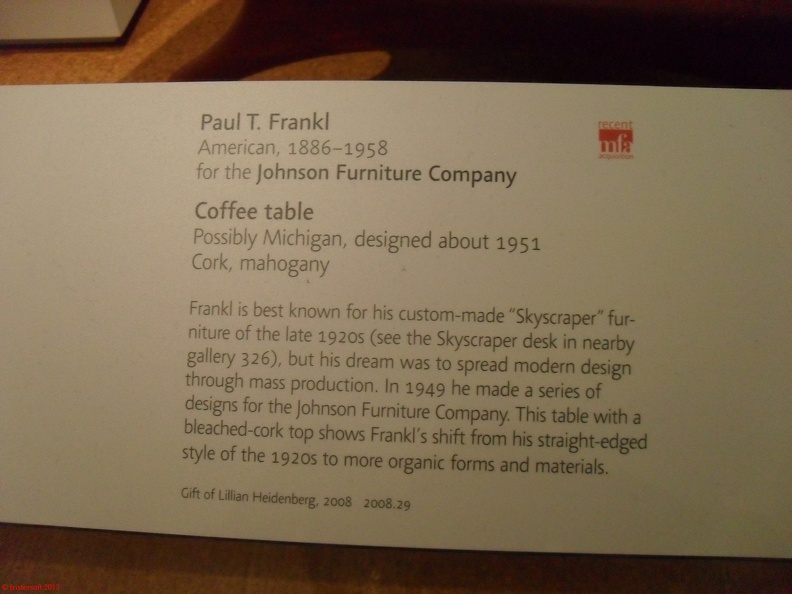 Paul T. Frankl
American, 1886–1958
for the Johnson Furniture Company
recent
mfa
acquisition
Coffee table
Possibly Michigan, designed about 1951
Cork, mahogany
Frankl is best known for his custom-made “Skyscraper” fur-
niture of the late 1920s (see the Skyscraper desk in nearby
gallery 326), but his dream was to spread modern design
through mass production. In 1949 he made a series of
designs for the Johnson Furniture Company. This table with a
bleached-cork top shows Frankl’s shift from his straight-edged
style of the 1920s to more organic forms and materials.
Gift of Lillian Heidenberg, 2008 2008.29